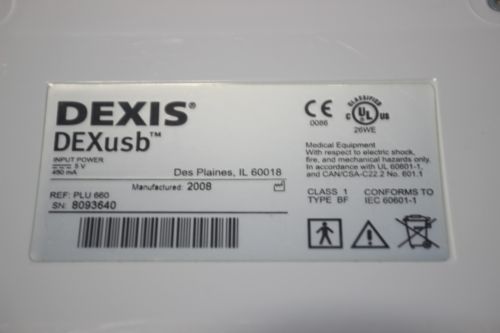 DEXIS®
DEXusb™
INPUT POWER
5 V
450 mA
Des Plaines, IL 60018
Manufactured: 2008
REF: PLU 660
SN: 8093640
CE
0086
CLASSIFIED
C UL US
26WE
Medical Equipment
With respect to electric shock,
fire, and mechanical hazards only.
In accordance with UL 60601-1,
and CAN/CSA-C22.2 No. 601.1
CLASS 1 CONFORMS TO
TYPE BF IEC 60601-1